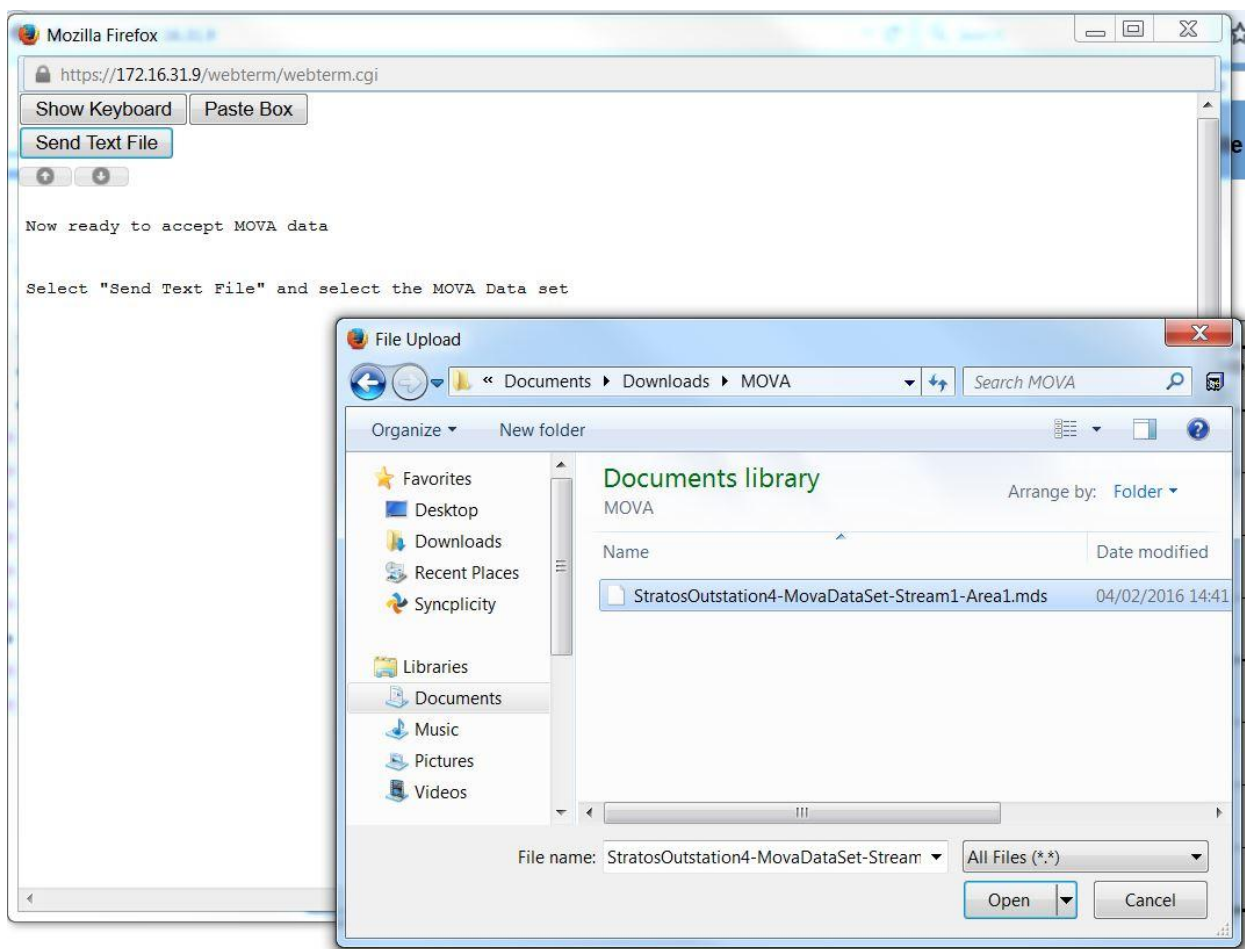 Mozilla Firefox
https://172.16.31.9/webterm/webterm.cgi
Show Keyboard Paste Box
Send Text File
Now ready to accept MOVA data
Select "Send Text File" and select the MOVA Data set
File Upload
« Documents Downloads MOVA
Search MOVA
Organize New folder
Favorites
Desktop
Downloads
Recent Places
Syncplicity
Libraries
Documents
Music
Pictures
Videos
Documents library
MOVA
Arrange by: Folder
Name Date modified
StratosOutstation4-MovaDataSet-Stream1-Area1.mds 04/02/2016 14:41
File name: StratosOutstation4-MovaDataSet-Stream
All Files (*.*)
Open Cancel